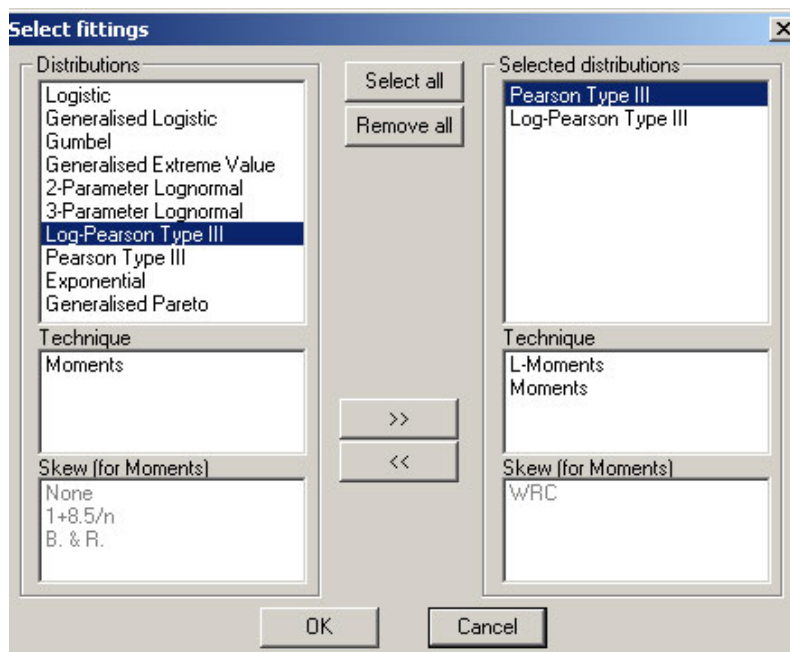 Select fittings
Distributions
Logistic
Generalised Logistic
Gumbel
Generalised Extreme Value
2-Parameter Lognormal
3-Parameter Lognormal
Log-Pearson Type III
Pearson Type III
Exponential
Generalised Pareto
Technique
Moments
Skew (for Moments)
None
1+8.5/n
B. & R.
Select all
Remove all
>>
<<
Selected distributions
Pearson Type III
Log-Pearson Type III
Technique
L-Moments
Moments
Skew (for Moments)
WRC
OK
Cancel